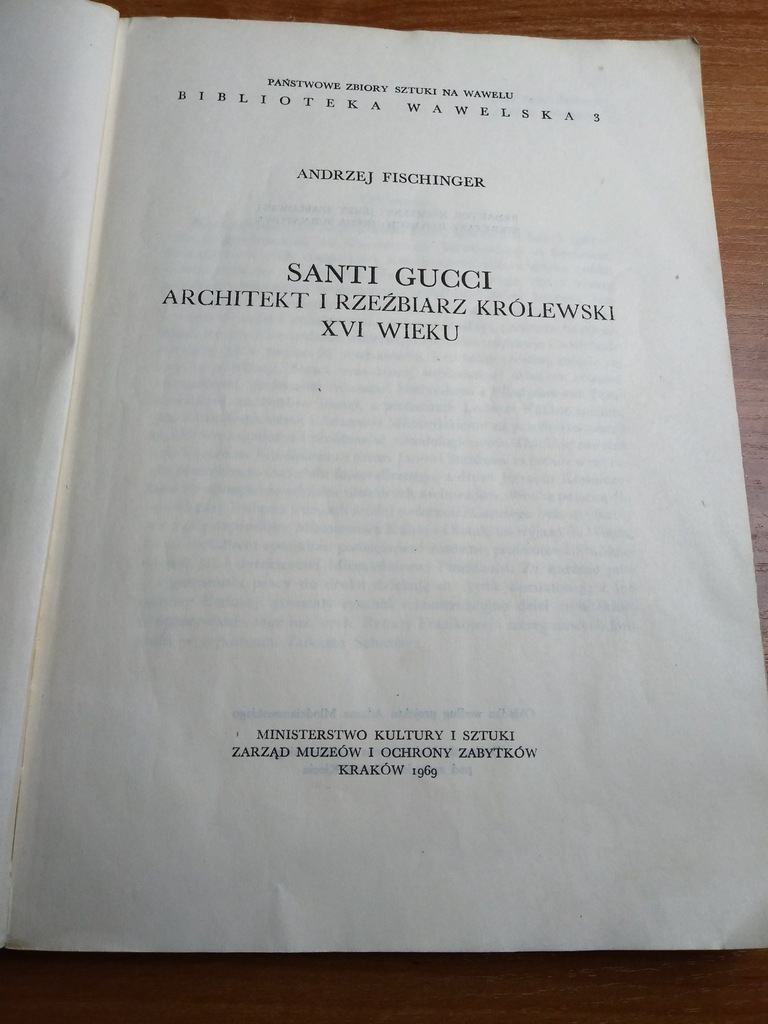 PAŃSTWOWE ZBIORY SZTUKI NA WAWELU
BIBLIOTEKA WAWELSKA 3
ANDRZEJ FISCHINGER
SANTI GUCCI
ARCHITEKT I RZEŹBIARZ KRÓLEWSKI
XVI WIEKU
MINISTERSTWO KULTURY I SZTUKI
ZARZĄD MUZEÓW I OCHRONY ZABYTKÓW
KRAKÓW 1969